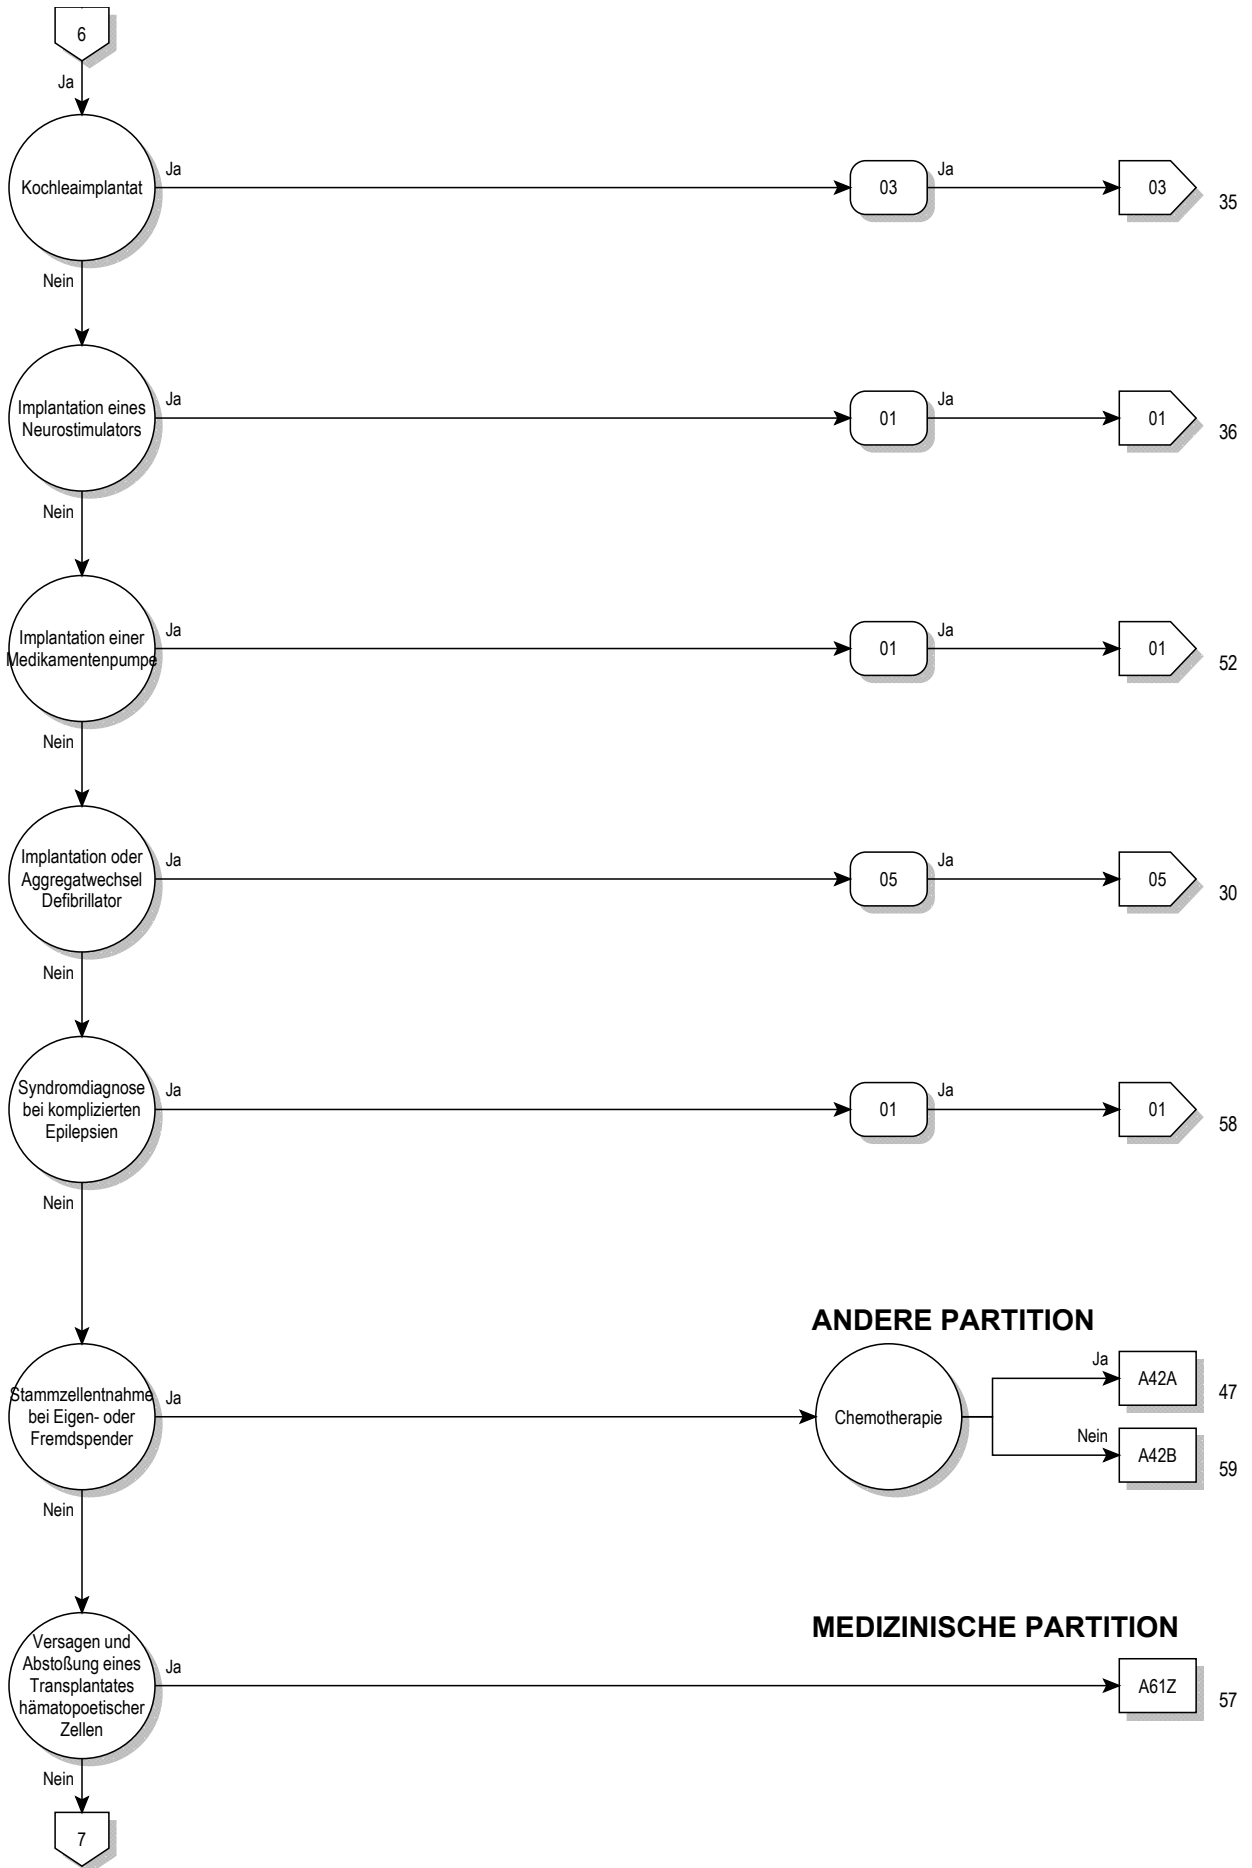 6
Ja
Kochleaimplantat
Ja
03
Ja
03
35
Nein
Implantation eines
Neurostimulators
Ja
01
Ja
01
36
Nein
Implantation einer
Medikamentenpumpe
Ja
01
Ja
01
52
Nein
Implantation oder
Aggregatwechsel
Defibrillator
Ja
05
Ja
05
30
Nein
Syndromdiagnose
bei komplizierten
Epilepsien
Ja
01
Ja
01
58
Nein
ANDERE PARTITION
Stammzellentnahme
bei Eigen- oder
Fremdspender
Ja
Chemotherapie
Ja
A42A
47
Nein
A42B
59
Nein
MEDIZINISCHE PARTITION
Versagen und
Abstoßung eines
Transplantates
hämatopoetischer
Zellen
Ja
A61Z
57
Nein
7